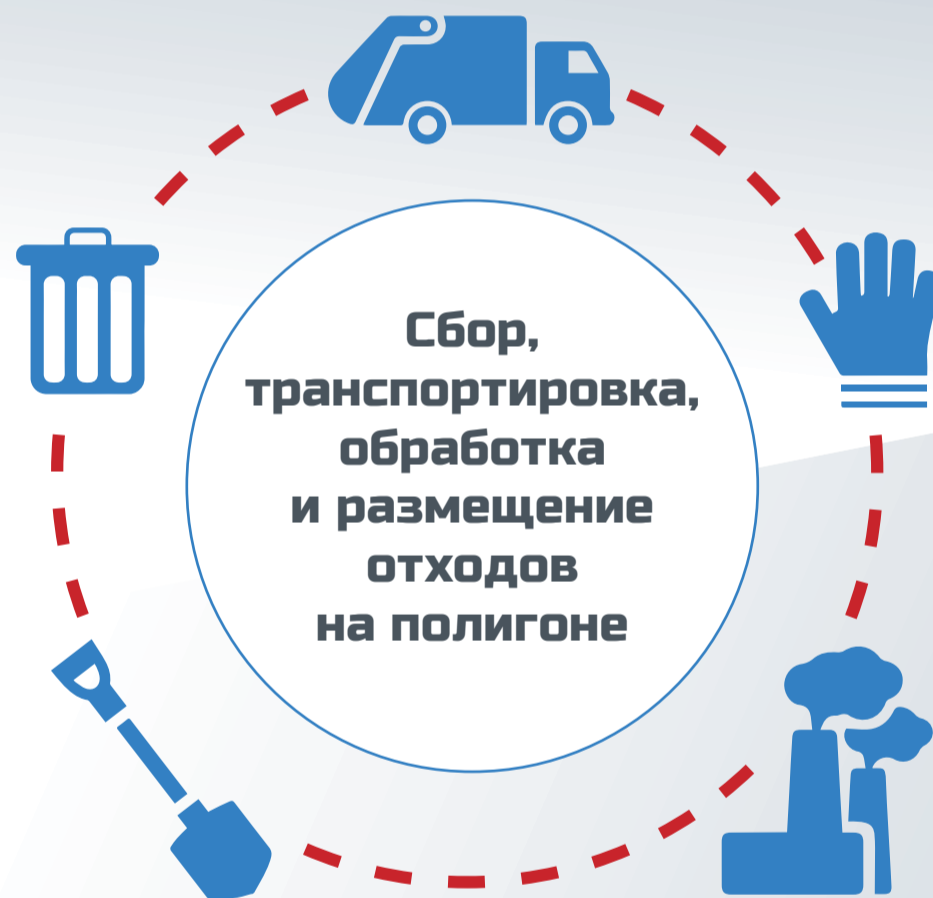 Сбор,
транспортировка,
обработка
и размещение
отходов
на полигоне